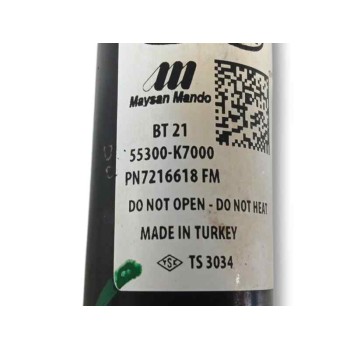 Maysan Mando
BT 21
55300-K7000
PN7216618 FM
DO NOT OPEN - DO NOT HEAT
MADE IN TURKEY
TSE TS 3034